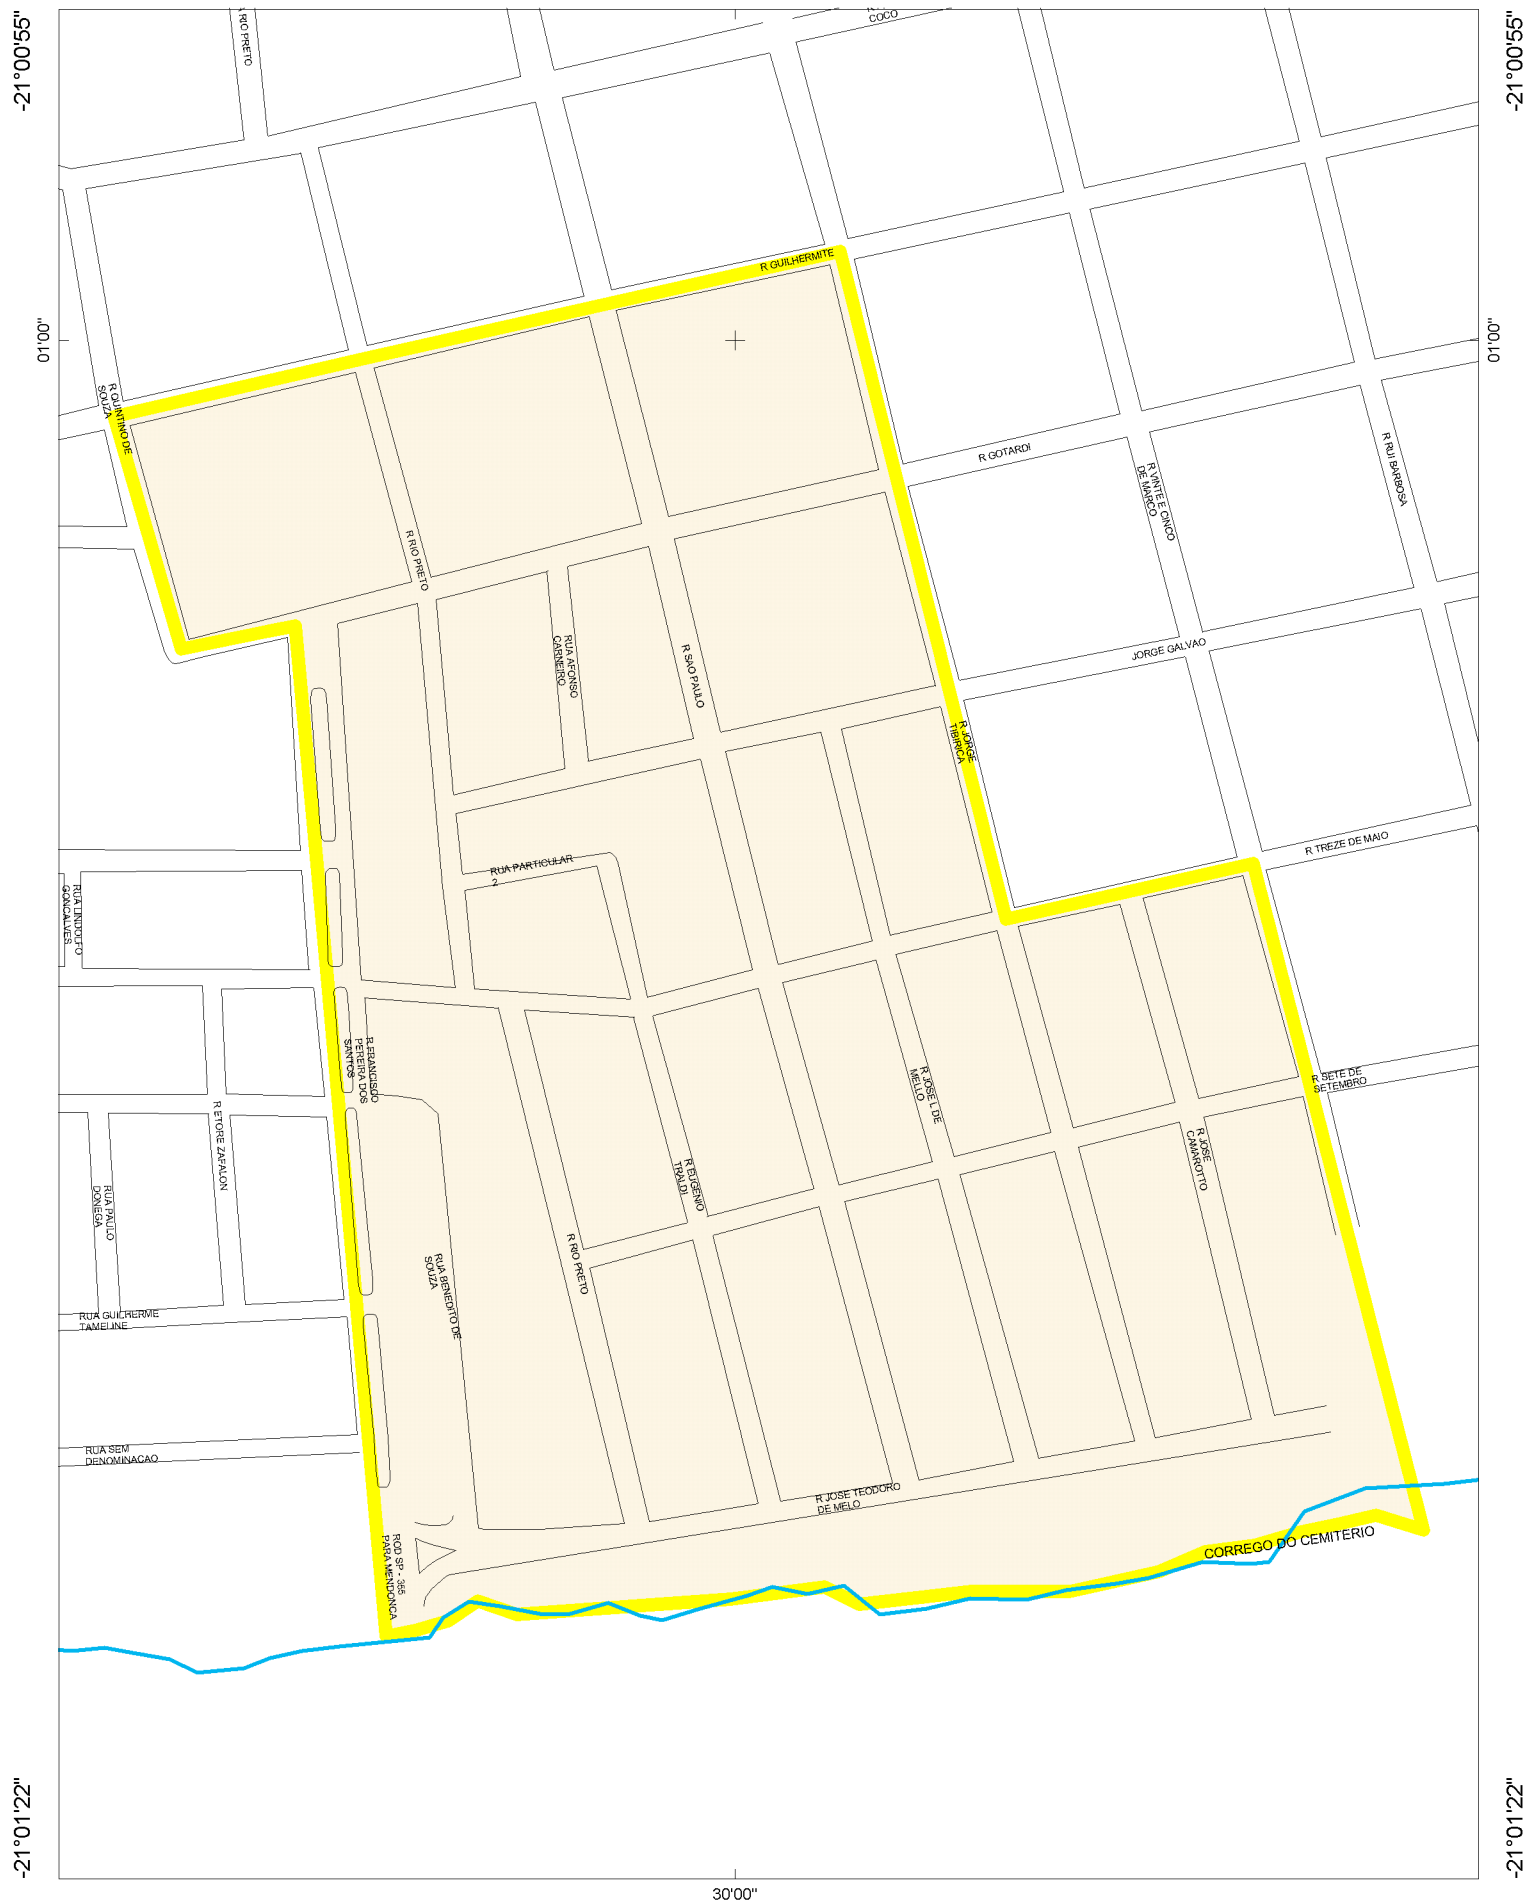 -21°00'55"
-21°00'55"
RIO PRETO
COCO
R GUILHERMITE
01'00"
01'00"
R QUINTINO DE
SOUZA
R GOTARDI
R VINTE E CINCO
DE MARCO
R RUI BARBOSA
R RIO PRETO
RUA AFONSO
CARNEIRO
R SAO PAULO
JORGE GALVAO
R JORGE
TIBIRICA
R TREZE DE MAIO
RUA PARTICULAR
2
RUA LINDOLFO
GONCALVES
R FRANCISCO
PEREIRA DOS
SANTOS
R JOSE L DE
MELLO
R SETE DE
SETEMBRO
R ETORE ZAFALON
R JOSE
CAMAROTTO
R EUGENIO
TRALDI
RUA PAULO
DONEGA
R RIO PRETO
RUA BENEDITO DE
SOUZA
RUA GUILHERME
TAMELINE
RUA SEM
DENOMINACAO
R JOSE TEODORO
DE MELO
ROD SP - 355
PARA MENDONCA
CORREGO DO CEMITERIO
-21°01'22"
-21°01'22"
30'00"